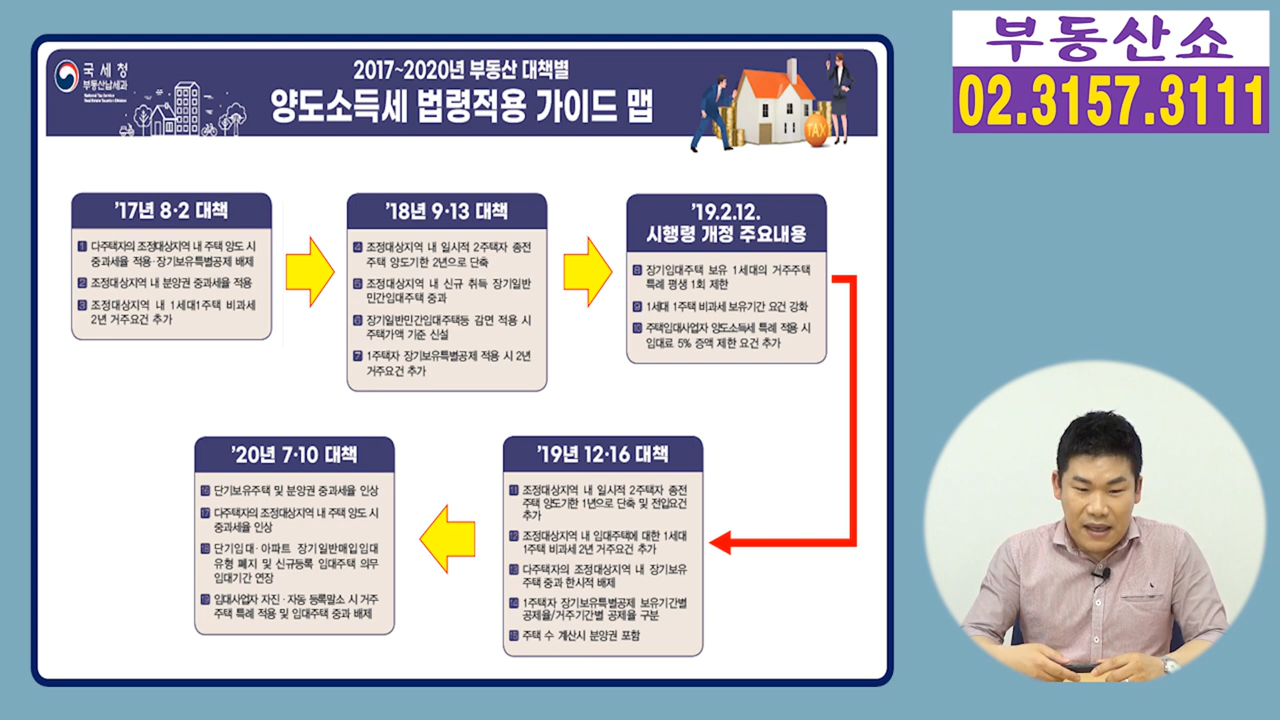 부동산쇼
02.3157.3111
국세청
부동산납세과
2017~2020년 부동산 대책별
양도소득세 법령적용 가이드 맵
TAX
'17년 8·2 대책
1 다주택자의 조정대상지역 내 주택 양도 시
중과세율 적용·장기보유특별공제 배제
2 조정대상지역 내 분양권 중과세율 적용
3 조정대상지역 내 1세대1주택 비과세
2년 거주요건 추가
'18년 9·13 대책
4 조정대상지역 내 일시적 2주택자 종전
주택 양도기한 2년으로 단축
5 조정대상지역 내 신규 취득 장기일반
민간임대주택 중과
6 장기일반민간임대주택등 감면 적용 시
주택가액 기준 신설
7 1주택자 장기보유특별공제 적용 시 2년
거주요건 추가
'19.2.12.
시행령 개정 주요내용
8 장기임대주택 보유 1세대의 거주주택
특례 평생 1회 제한
9 1세대 1주택 비과세 보유기간 요건 강화
10 주택임대사업자 양도소득세 특례 적용 시
임대료 5% 증액 제한 요건 추가
'19년 12·16 대책
11 조정대상지역 내 일시적 2주택자 종전
주택 양도기한 1년으로 단축 및 전입요건
추가
12 조정대상지역 내 임대주택에 대한 1세대
1주택 비과세 2년 거주요건 추가
13 다주택자의 조정대상지역 내 장기보유
주택 중과 한시적 배제
14 1주택자 장기보유특별공제 보유기간별
공제율/거주기간별 공제율 구분
15 주택 수 계산시 분양권 포함
'20년 7·10 대책
16 단기보유주택 및 분양권 중과세율 인상
17 다주택자의 조정대상지역 내 주택 양도 시
중과세율 인상
18 단기임대·아파트 장기일반매입임대
유형 폐지 및 신규등록 임대주택 의무
임대기간 연장
19 임대사업자 자진·자동 등록말소 시 거주
주택 특례 적용 및 임대주택 중과 배제